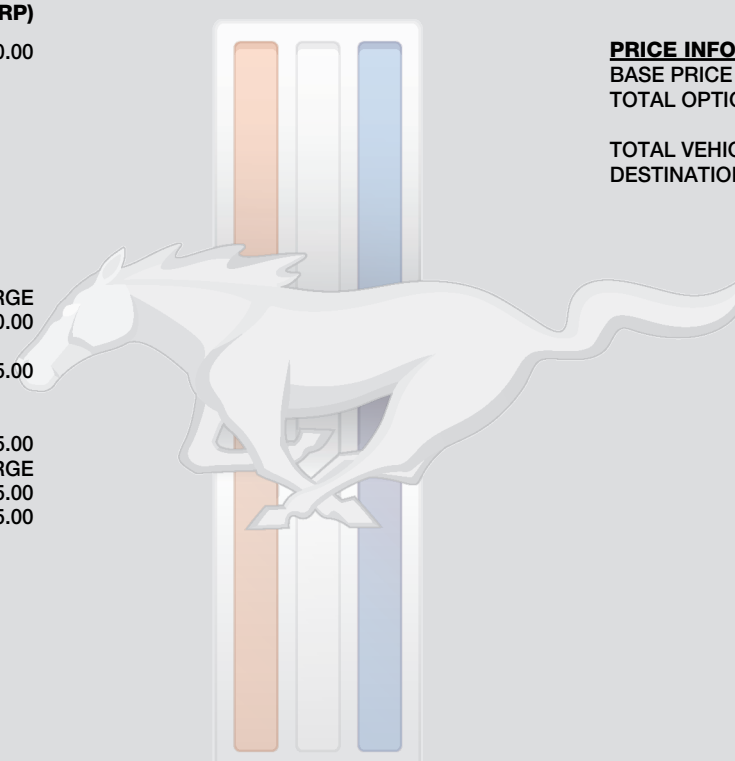 RP)
0.00
RGE
0.00
5.00
5.00
RGE
5.00
5.00
PRICE INFO
BASE PRICE
TOTAL OPTIO
TOTAL VEHIC
DESTINATION